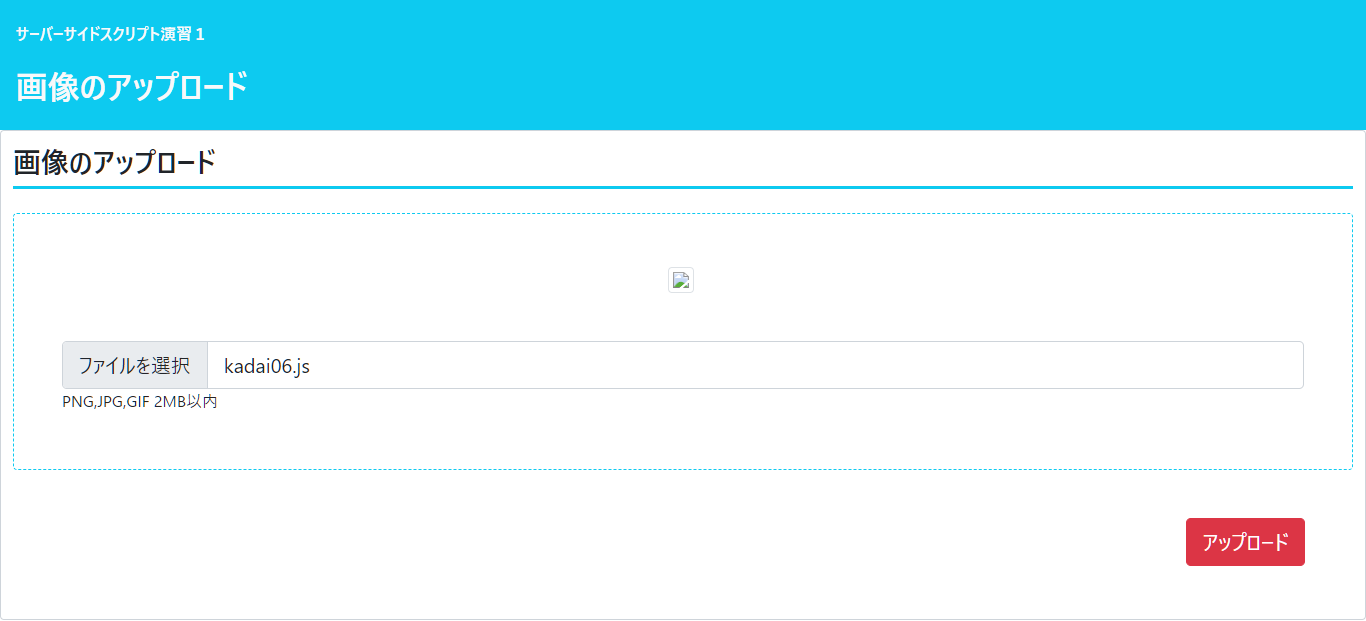 サーバーサイドスクリプト演習 1
画像のアップロード
画像のアップロード
ファイルを選択 kadai06.js
PNG,JPG,GIF 2MB以内
アップロード